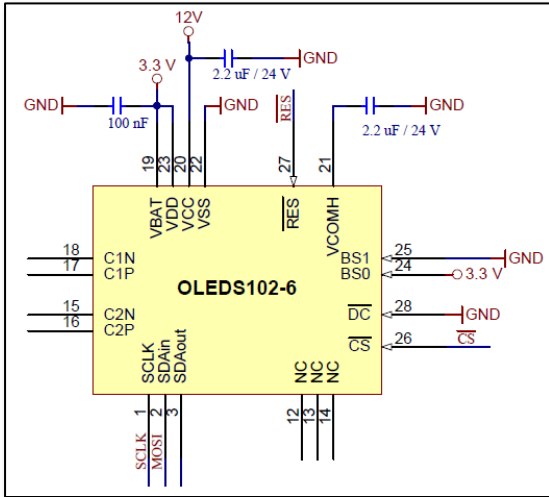 12V
3.3 V
GND
GND
100 nF
2.2 uF / 24 V
GND
RES
2.2 uF / 24 V
GND
19
23
20
22
27
21
VBAT
VDD
VCC
VSS
RES
VCOMH
18 C1N
17 C1P
15 C2N
16 C2P
OLEDS102-6
BS1 25 GND
BS0 24 3.3 V
DC 28 GND
CS 26 CS
SCLK
SDAin
SDAout
NC
NC
NC
1
2
3
12
13
14
SCLK
MOSI